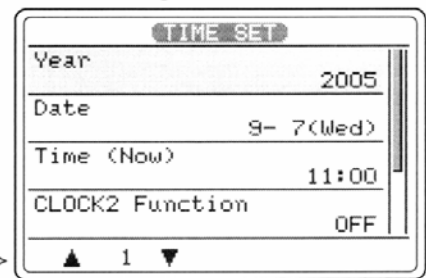 TIME SET
Year
2005
Date
9- 7(Wed)
Time (Now)
11:00
CLOCK2 Function
OFF
▲ 1 ▼